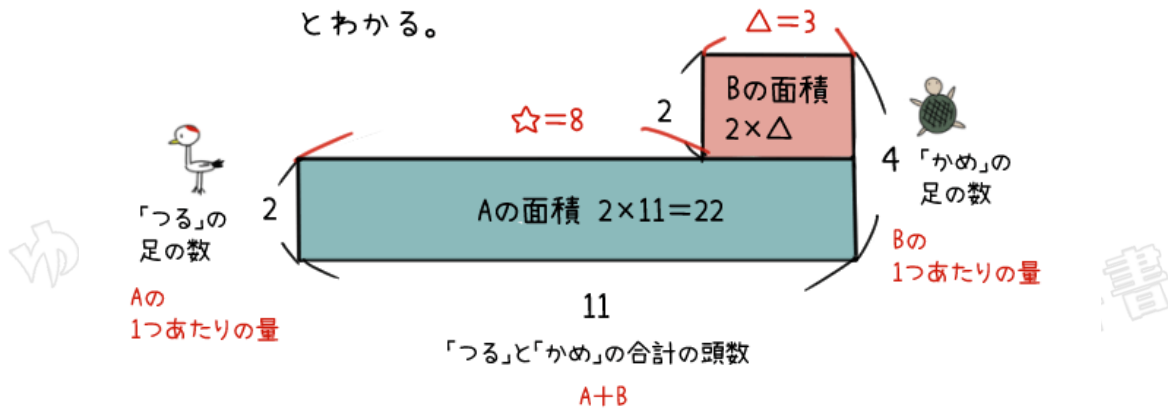 とわかる。
△=3
Bの面積
2×△
2
☆=8
4
「かめ」の
足の数
Bの
1つあたりの量
2
Aの面積 2×11=22
「つる」の
足の数
Aの
1つあたりの量
11
「つる」と「かめ」の合計の頭数
A+B
ゆ
書